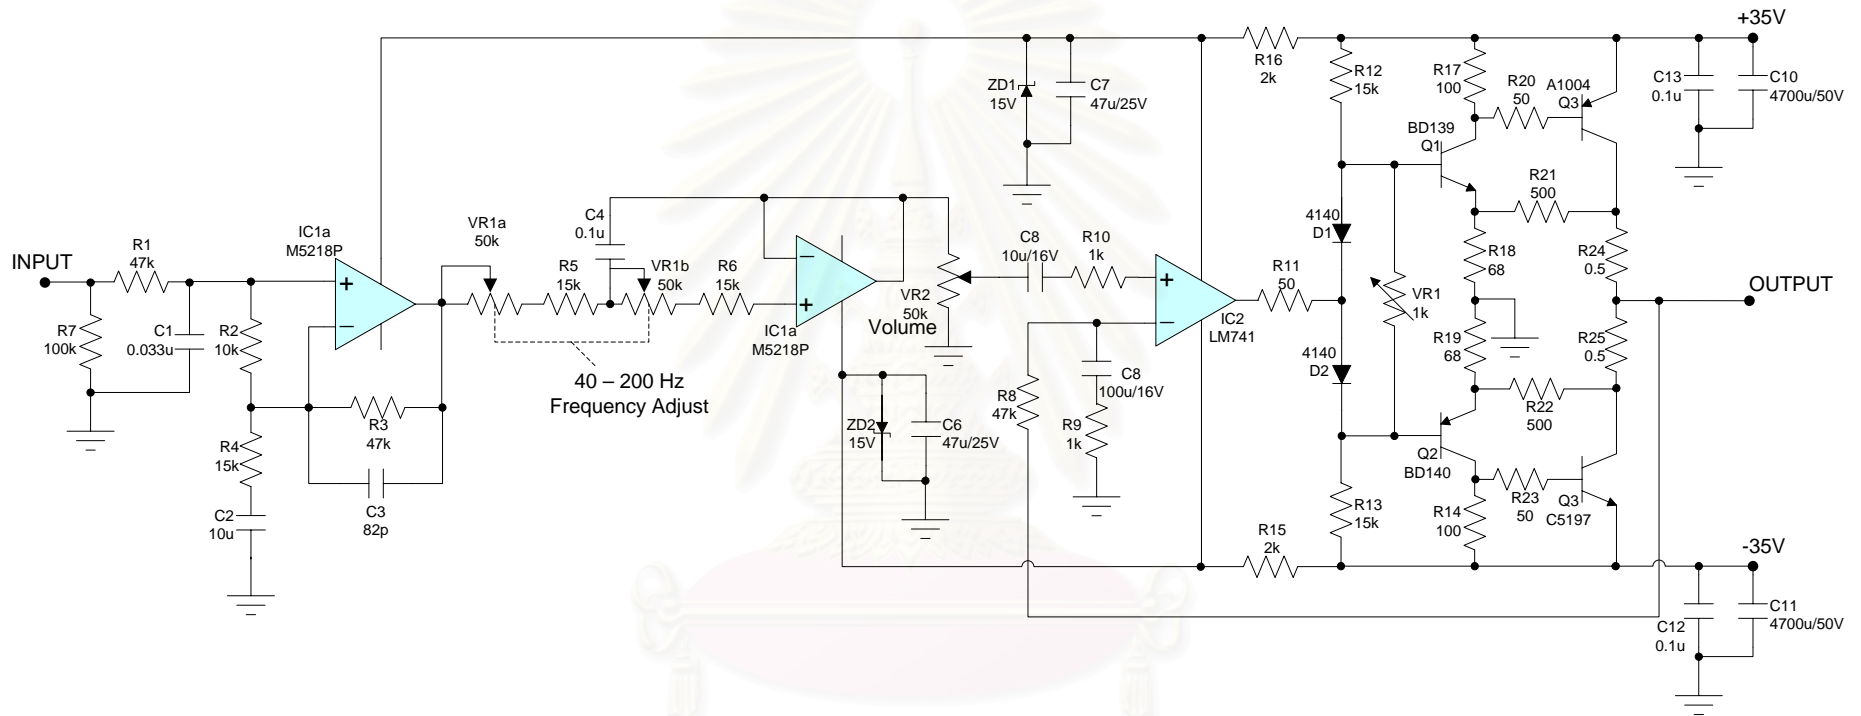 +35V
R16
2k
R12
15k
R17
100
R20
50
A1004
Q3
C13
0.1u
C10
4700u/50V
ZD1
15V
C7
47u/25V
BD139
Q1
R21
500
4140
D1
R18
68
R24
0.5
INPUT
R1
47k
IC1a
M5218P
VR1a
50k
C4
0.1u
R5
15k
VR1b
50k
R6
15k
C8
10u/16V
R10
1k
R11
50
OUTPUT
R7
100k
C1
0.033u
R2
10k
IC1a
M5218P
VR2
50k
Volume
IC2
LM741
VR1
1k
R19
68
R25
0.5
4140
D2
40 – 200 Hz
Frequency Adjust
C8
100u/16V
R8
47k
R9
1k
R22
500
R3
47k
R4
15k
ZD2
15V
C6
47u/25V
Q2
BD140
R23
50
Q3
C5197
C2
10u
C3
82p
R13
15k
R14
100
R15
2k
-35V
C12
0.1u
C11
4700u/50V